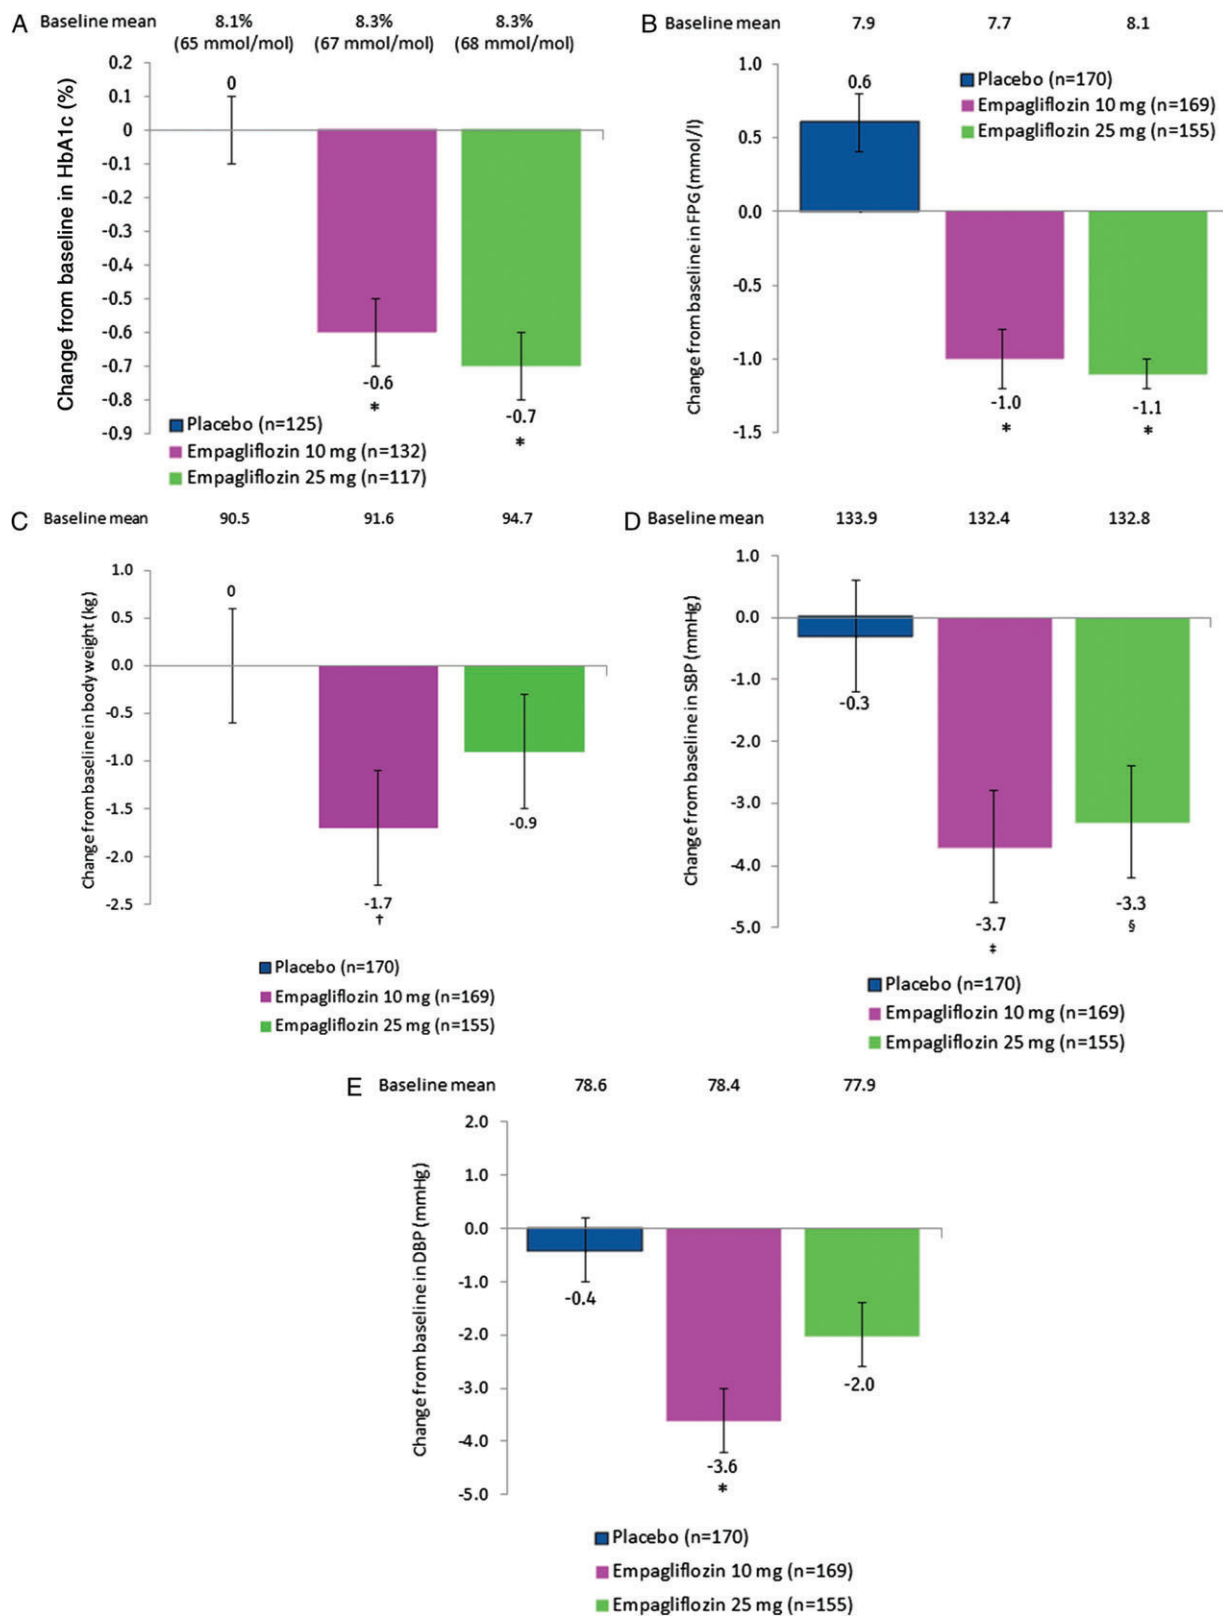 A Baseline mean 8.1% 8.3% 8.3%
(65 mmol/mol) (67 mmol/mol) (68 mmol/mol)
Change from baseline in HbA1c (%)
0.2
0.1
0
-0.1
-0.2
-0.3
-0.4
-0.5
-0.6
-0.7
-0.8
-0.9
0
-0.6
*
-0.7
*
Placebo (n=125)
Empagliflozin 10 mg (n=132)
Empagliflozin 25 mg (n=117)
B Baseline mean 7.9 7.7 8.1
Change from baseline in FPG (mmol/l)
1.0
0.5
0.0
-0.5
-1.0
-1.5
0.6
-1.0
*
-1.1
*
Placebo (n=170)
Empagliflozin 10 mg (n=169)
Empagliflozin 25 mg (n=155)
C Baseline mean 90.5 91.6 94.7
Change from baseline in body weight (kg)
1.0
0.5
0.0
-0.5
-1.0
-1.5
-2.0
-2.5
0
-1.7
†
-0.9
Placebo (n=170)
Empagliflozin 10 mg (n=169)
Empagliflozin 25 mg (n=155)
D Baseline mean 133.9 132.4 132.8
Change from baseline in SBP (mmHg)
1.0
0.0
-1.0
-2.0
-3.0
-4.0
-5.0
-0.3
-3.7
‡
-3.3
§
Placebo (n=170)
Empagliflozin 10 mg (n=169)
Empagliflozin 25 mg (n=155)
E Baseline mean 78.6 78.4 77.9
Change from baseline in DBP (mmHg)
2.0
1.0
0.0
-1.0
-2.0
-3.0
-4.0
-5.0
-0.4
-3.6
*
-2.0
Placebo (n=170)
Empagliflozin 10 mg (n=169)
Empagliflozin 25 mg (n=155)